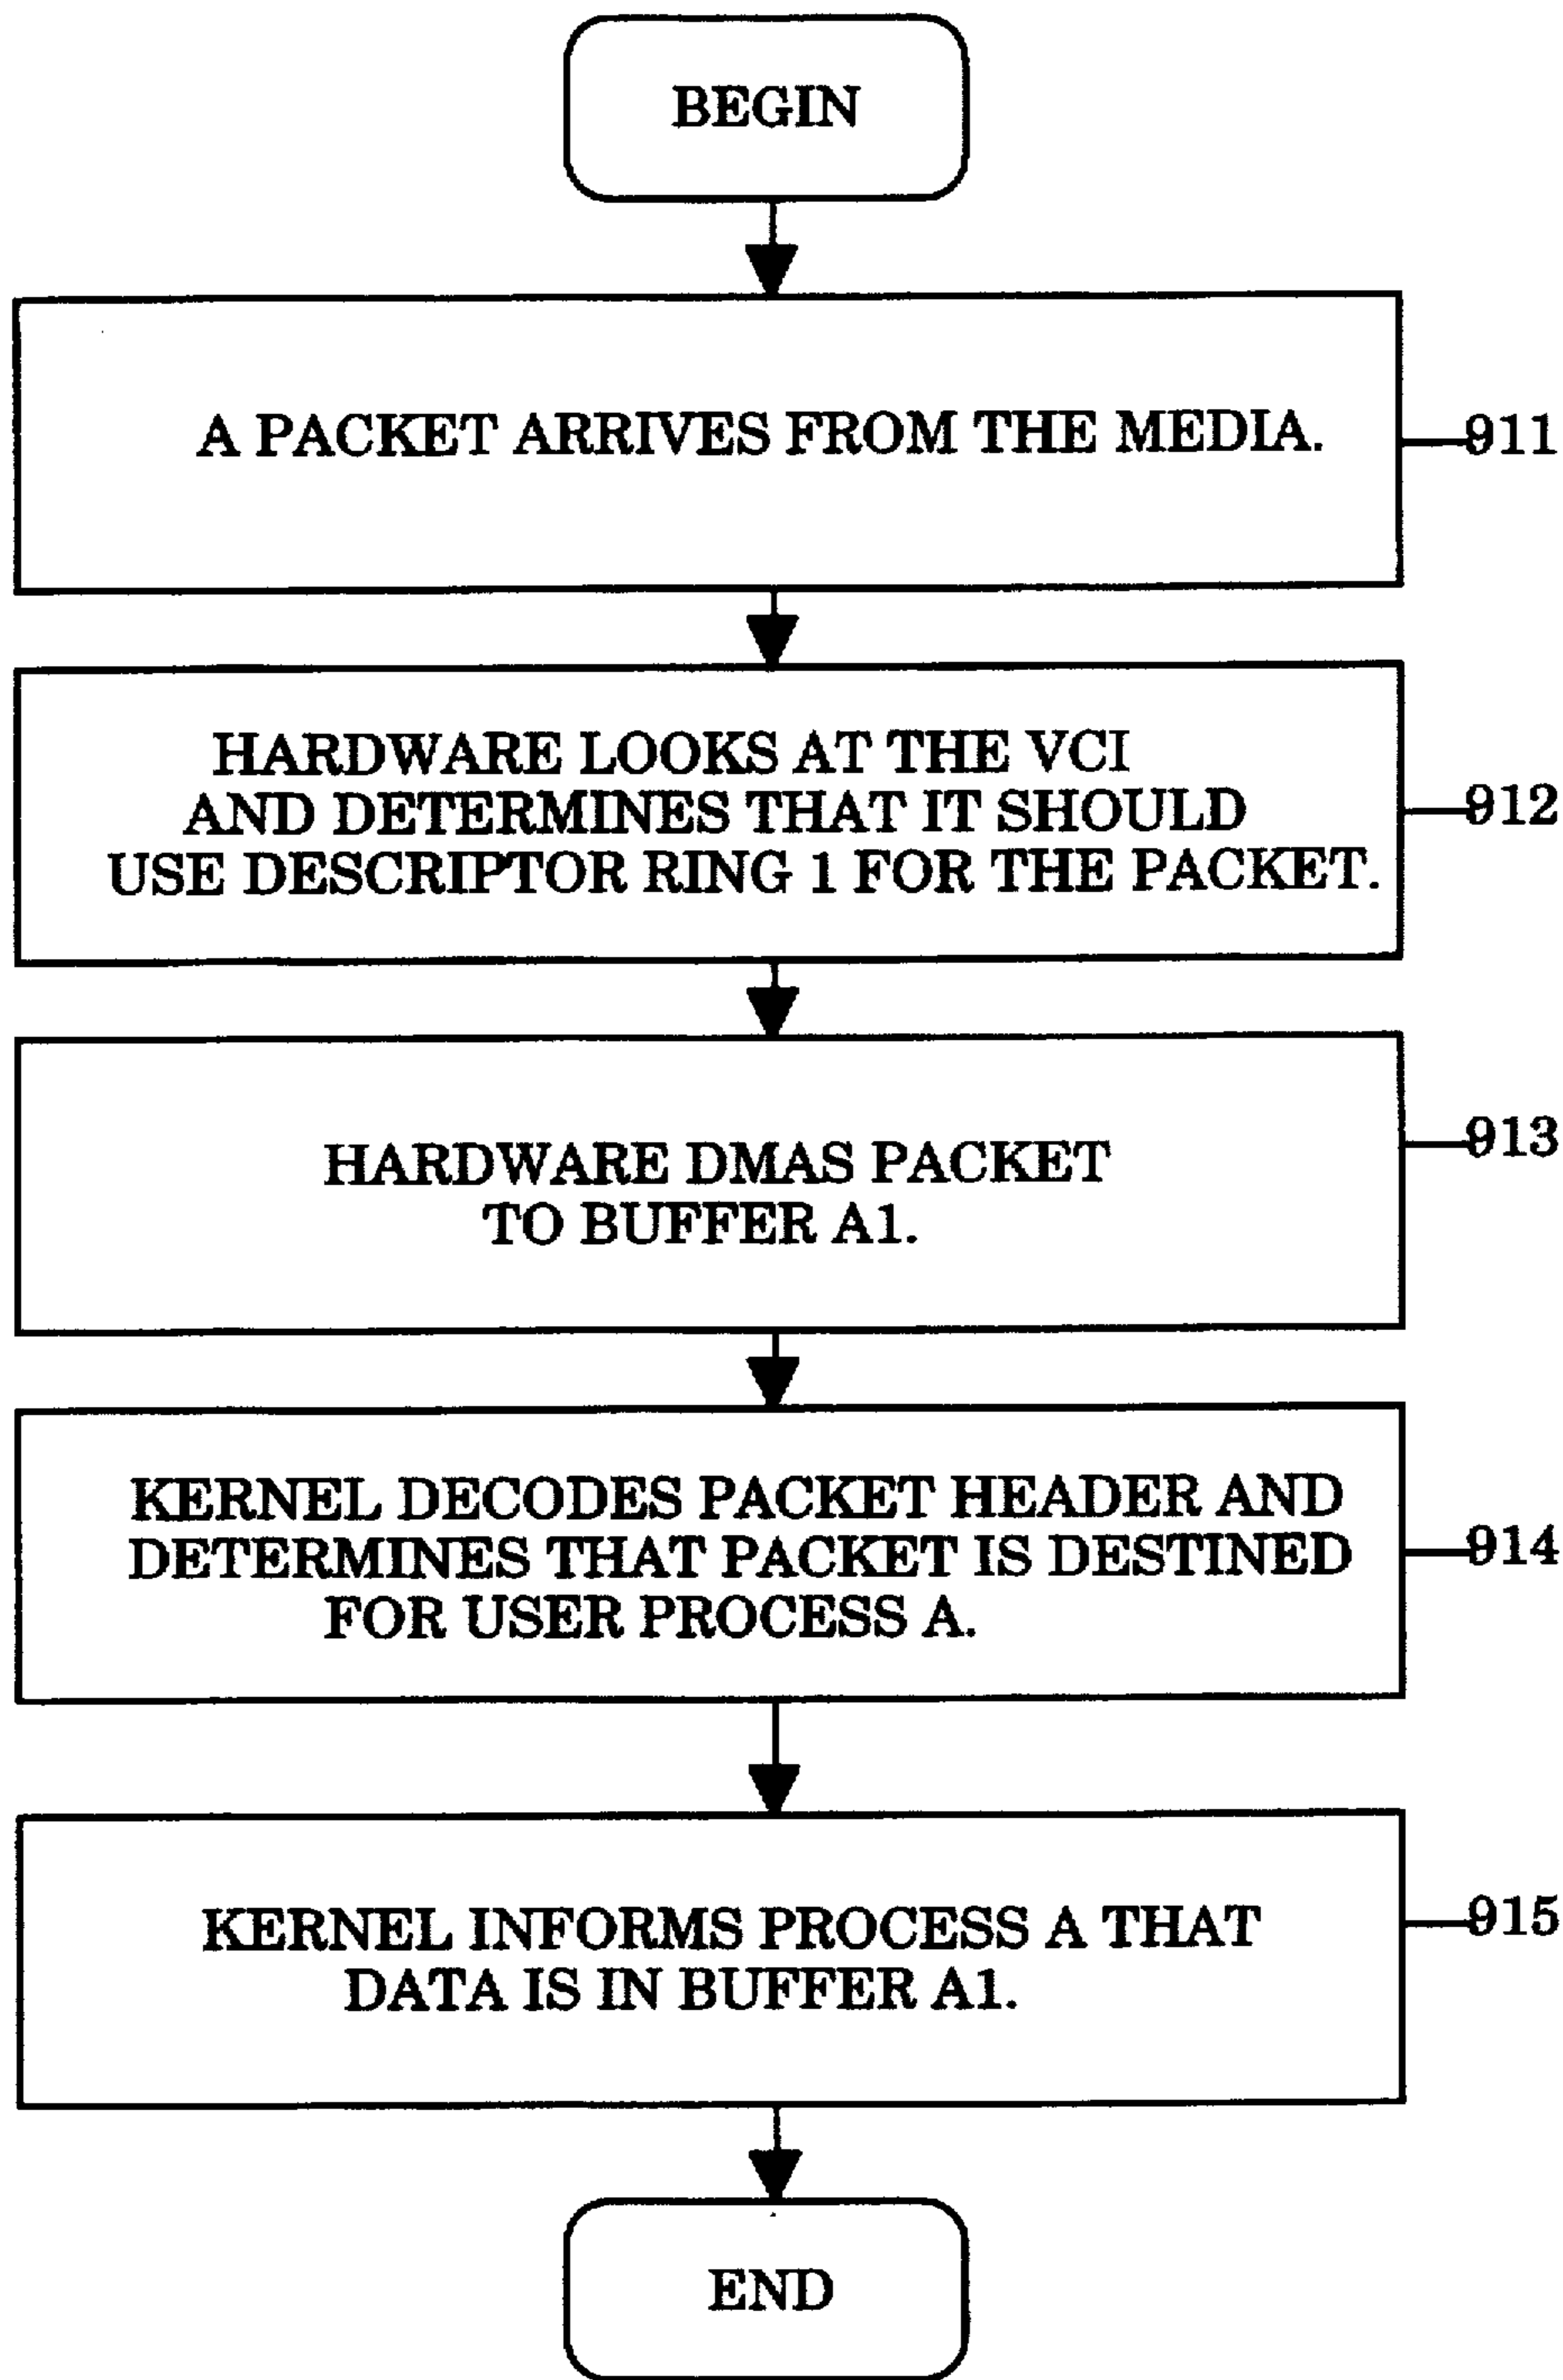 BEGIN
A PACKET ARRIVES FROM THE MEDIA.
911
HARDWARE LOOKS AT THE VCI
AND DETERMINES THAT IT SHOULD
USE DESCRIPTOR RING 1 FOR THE PACKET.
912
HARDWARE DMAS PACKET
TO BUFFER A1.
913
KERNEL DECODES PACKET HEADER AND
DETERMINES THAT PACKET IS DESTINED
FOR USER PROCESS A.
914
KERNEL INFORMS PROCESS A THAT
DATA IS IN BUFFER A1.
915
END